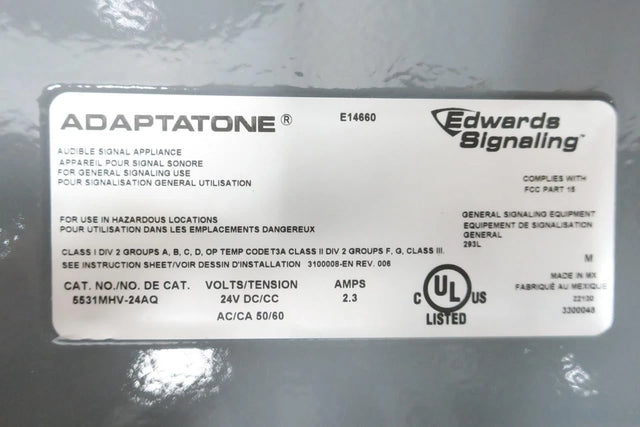 ADAPTATONE®
E14660
Edwards
Signaling™
AUDIBLE SIGNAL APPLIANCE
APPAREIL POUR SIGNAL SONORE
FOR GENERAL SIGNALING USE
POUR SIGNALISATION GENERAL UTILISATION
COMPLIES WITH
FCC PART 15
FOR USE IN HAZARDOUS LOCATIONS
POUR UTILISATION DANS LES EMPLACEMENTS DANGEREUX
GENERAL SIGNALING EQUIPMENT
EQUIPEMENT DE SIGNALISATION
GENERAL
293L
CLASS I DIV 2 GROUPS A, B, C, D, OP TEMP CODE T3A CLASS II DIV 2 GROUPS F, G, CLASS III.
SEE INSTRUCTION SHEET/VOIR DESSIN D'INSTALLATION 3100008-EN REV. 006
M
CAT. NO./NO. DE CAT. VOLTS/TENSION AMPS
5531MHV-24AQ 24V DC/CC 2.3
AC/CA 50/60
C UL US
LISTED
MADE IN MX
FABRIQUÉ AU MEXIQUE
22130
3300048